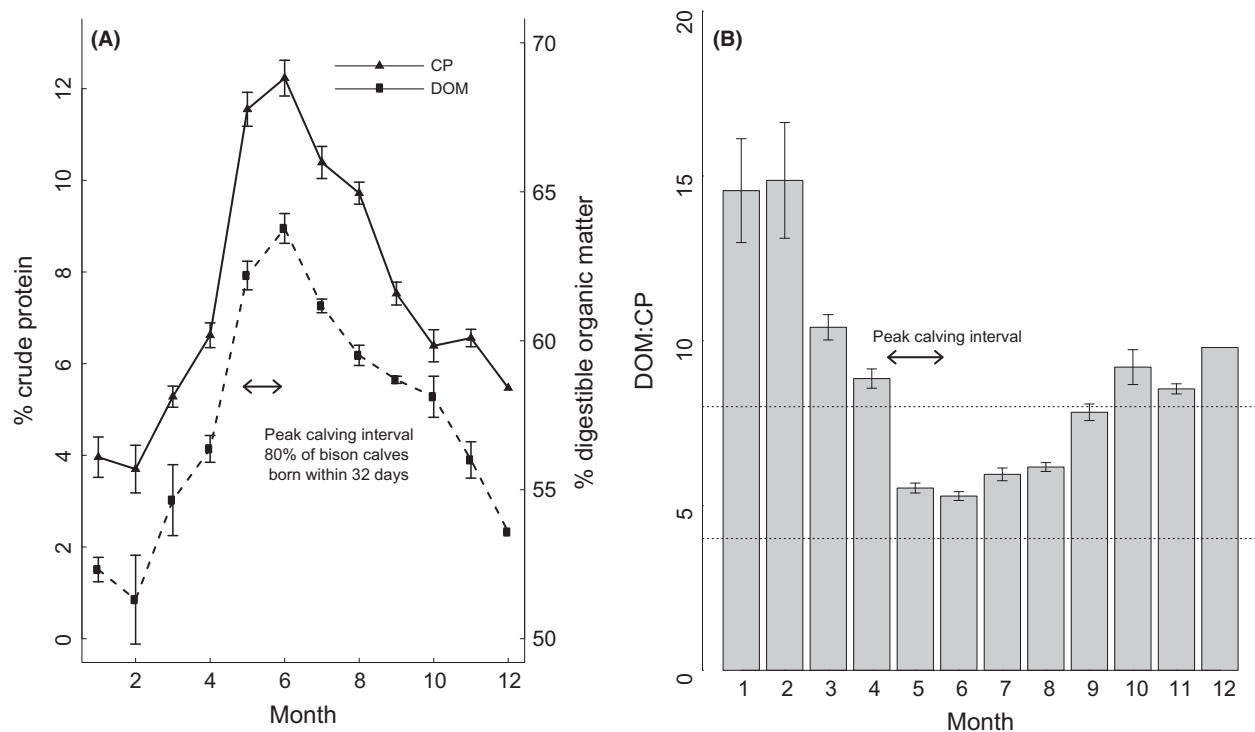 (A)
CP
DOM
% crude protein
0
2
4
6
8
10
12
% digestible organic matter
50
55
60
65
70
Peak calving interval
80% of bison calves
born within 32 days
2
4
6
8
10
12
Month
(B)
DOM:CP
0
5
10
15
20
Peak calving interval
1
2
3
4
5
6
7
8
9
10
11
12
Month